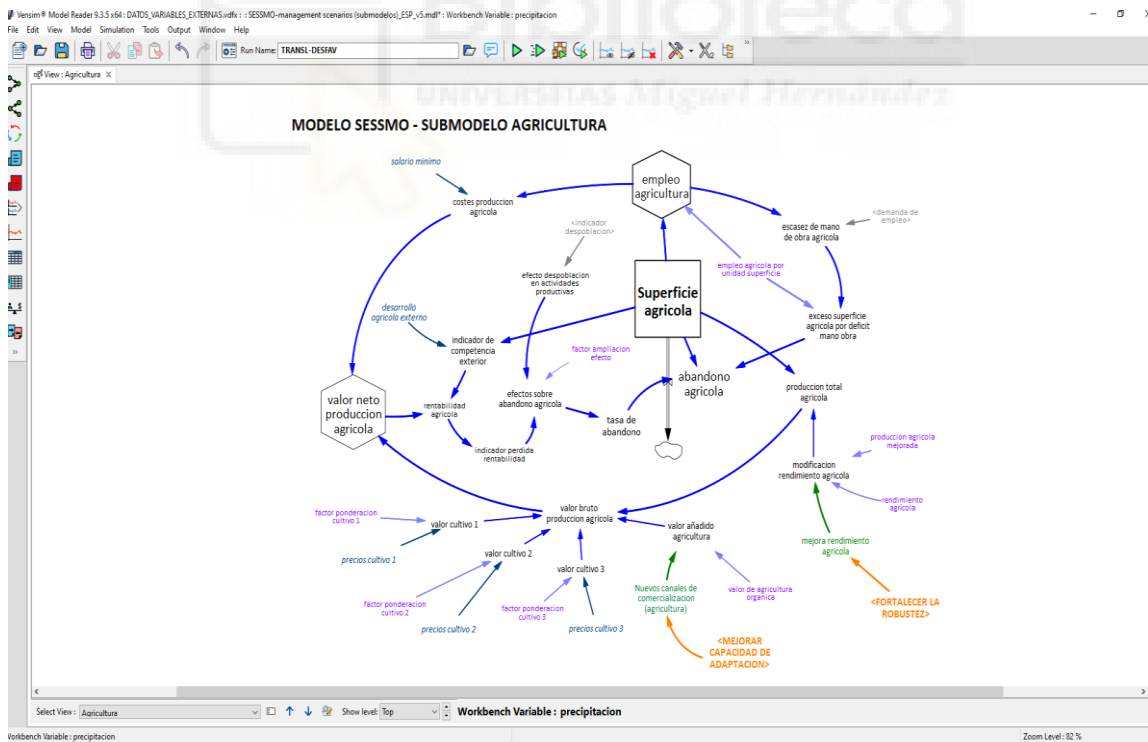 Biblioteca
UNIVERSITAS Miguel Hernández
Vensim® Model Reader 9.3.5 x64 : DATOS_VARIABLES_EXTERNAS.vdfx : : SESSMO-management scenarios (submodelos)_ESP_v5.mdl* : Workbench Variable : precipitacion
File Edit View Model Simulation Tools Output Window Help
Run Name: TRANSL-DESFAV
View : Agricultura X
MODELO SESSMO - SUBMODELO AGRICULTURA
salario minimo
empleo
agricultura
costes produccion
agricola
<indicador
despoblacion>
<demanda de
empleo>
escasez de mano
de obra agricola
efecto despoblacion
en actividades
productivas
empleo agricola por
unidad superficie
Superficie
agricola
desarrollo
agricola externo
exceso superficie
agricola por deficit
mano obra
indicador de
competencia
exterior
factor ampliacion
efecto
abandono
agricola
produccion total
agricola
efectos sobre
abandono agricola
valor neto
produccion
agricola
rentabilidad
agricola
tasa de
abandono
indicador perdida
rentabilidad
produccion agricola
mejorada
modificacion
rendimiento agricola
rendimiento
agricola
valor bruto
produccion agricola
factor ponderacion
cultivo 1
valor cultivo 1
valor añadido
agricultura
mejora rendimiento
agricola
precios cultivo 1
valor cultivo 2
valor cultivo 3
Nuevos canales de
comercializacion
(agricultura)
valor de agricultura
organica
factor ponderacion
cultivo 2
factor ponderacion
cultivo 3
<FORTALECER LA
ROBUSTEZ>
precios cultivo 2
precios cultivo 3
<MEJORAR
CAPACIDAD DE
ADAPTACION>
Select View : Agricultura Show level: Top Workbench Variable : precipitacion
Workbench Variable : precipitacion Zoom Level : 82 %